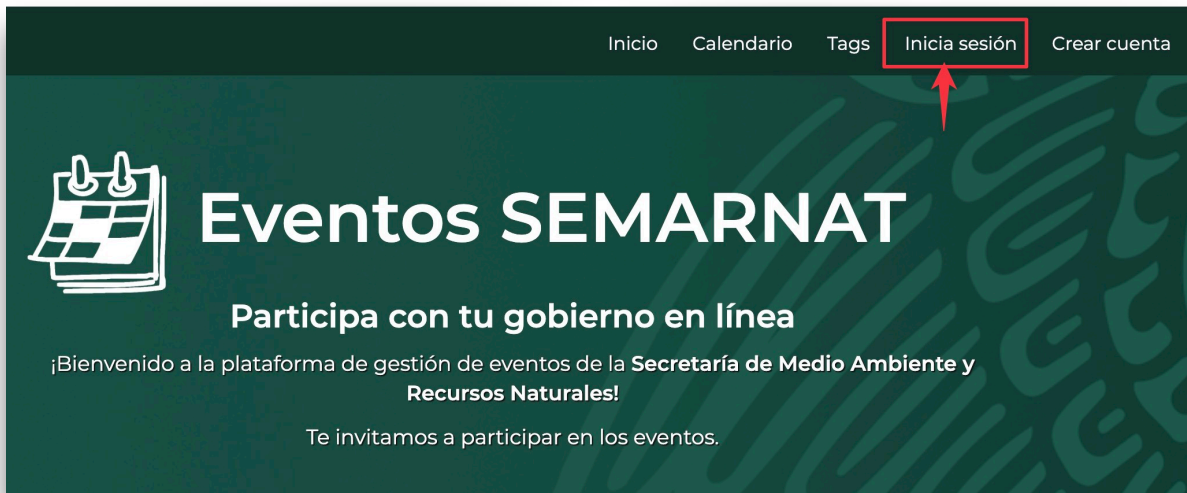 Inicio Calendario Tags Inicia sesión Crear cuenta
Eventos SEMARNAT
Participa con tu gobierno en línea
¡Bienvenido a la plataforma de gestión de eventos de la Secretaría de Medio Ambiente y
Recursos Naturales!
Te invitamos a participar en los eventos.